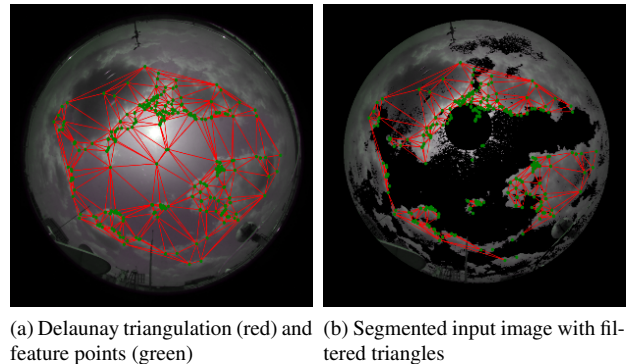 (a) Delaunay triangulation (red) and
feature points (green)
(b) Segmented input image with fil-
tered triangles